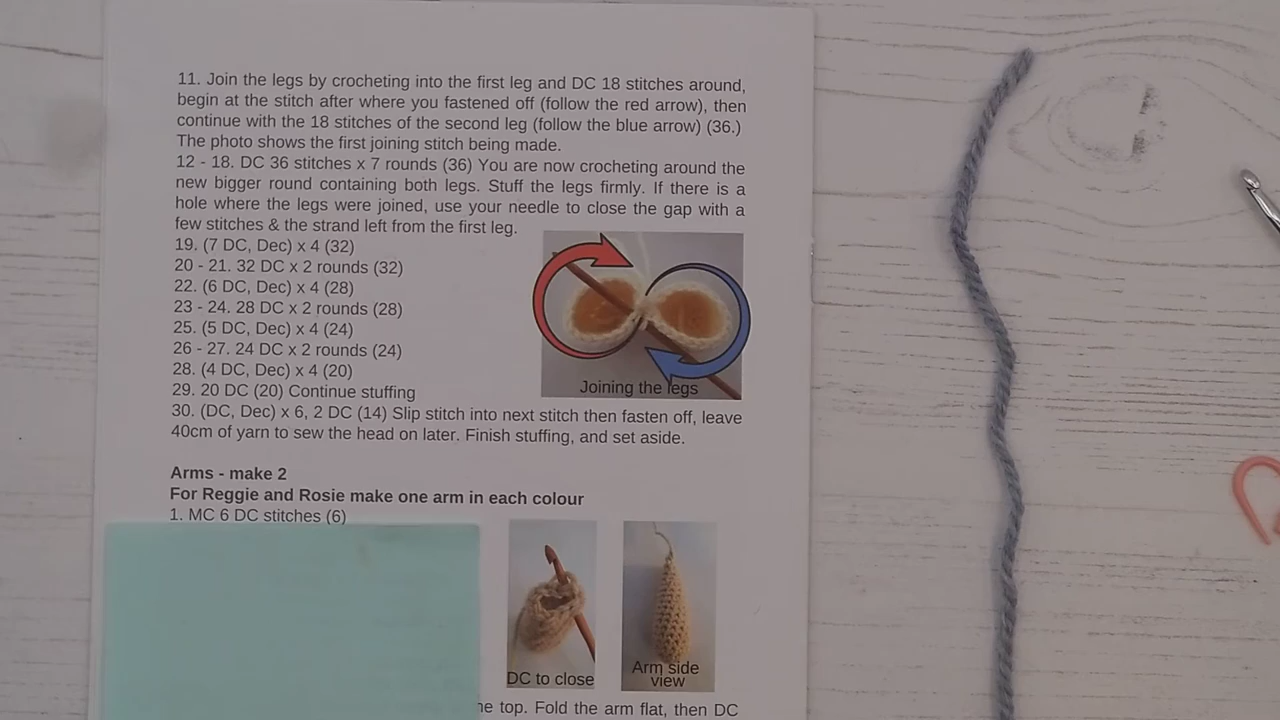 11. Join the legs by crocheting into the first leg and DC 18 stitches around,
begin at the stitch after where you fastened off (follow the red arrow), then
continue with the 18 stitches of the second leg (follow the blue arrow) (36.)
The photo shows the first joining stitch being made.
12 - 18. DC 36 stitches x 7 rounds (36) You are now crocheting around the
new bigger round containing both legs. Stuff the legs firmly. If there is a
hole where the legs were joined, use your needle to close the gap with a
few stitches & the strand left from the first leg.
19. (7 DC, Dec) x 4 (32)
20 - 21. 32 DC x 2 rounds (32)
22. (6 DC, Dec) x 4 (28)
23 - 24. 28 DC x 2 rounds (28)
25. (5 DC, Dec) x 4 (24)
26 - 27. 24 DC x 2 rounds (24)
28. (4 DC, Dec) x 4 (20)
Joining the legs
29. 20 DC (20) Continue stuffing
30. (DC, Dec) x 6, 2 DC (14) Slip stitch into next stitch then fasten off, leave
40cm of yarn to sew the head on later. Finish stuffing, and set aside.
Arms - make 2
For Reggie and Rosie make one arm in each colour
1. MC 6 DC stitches (6)
DC to close
Arm side
view
top. Fold the arm flat, then DC